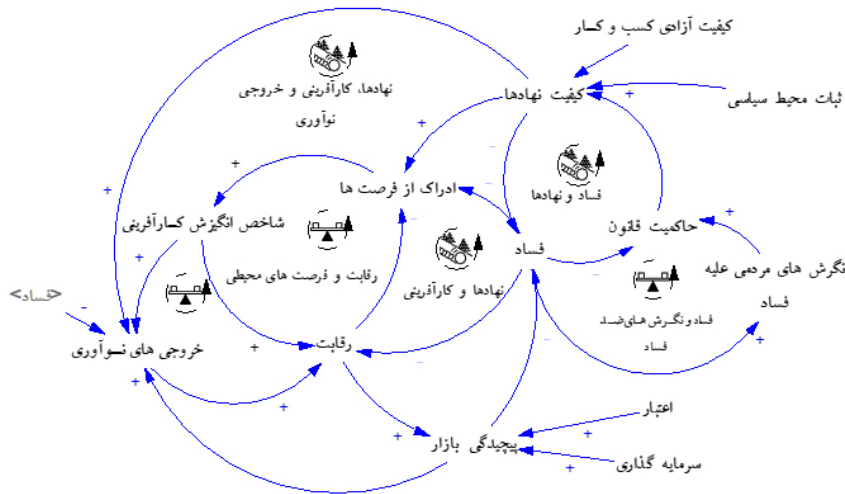 کیفیت آزادی کسب و کار
نهادها، کارآفرینی و خروجی
نوآوری
کیفیت نهادها
+
ثبات محیط سیاسی
+
+
+
–
–
ادراک از فرصت ها
فساد و نهادها
شاخص انگیزش کسارآفرینی
–
حاکمیت قانون
+
فساد
نگرش های مردمی علیه
فساد
+
رقابت و فرصت های محیطی
نهادها و کارآفرینی
–
<فساد>
-
فساد و نگرش های ضد
فساد
خروجی های نوآوری
+
رقابت
–
–
+
+
+
اعتبار
+
+
پیچیدگی بازار
+
سرمایه گذاری